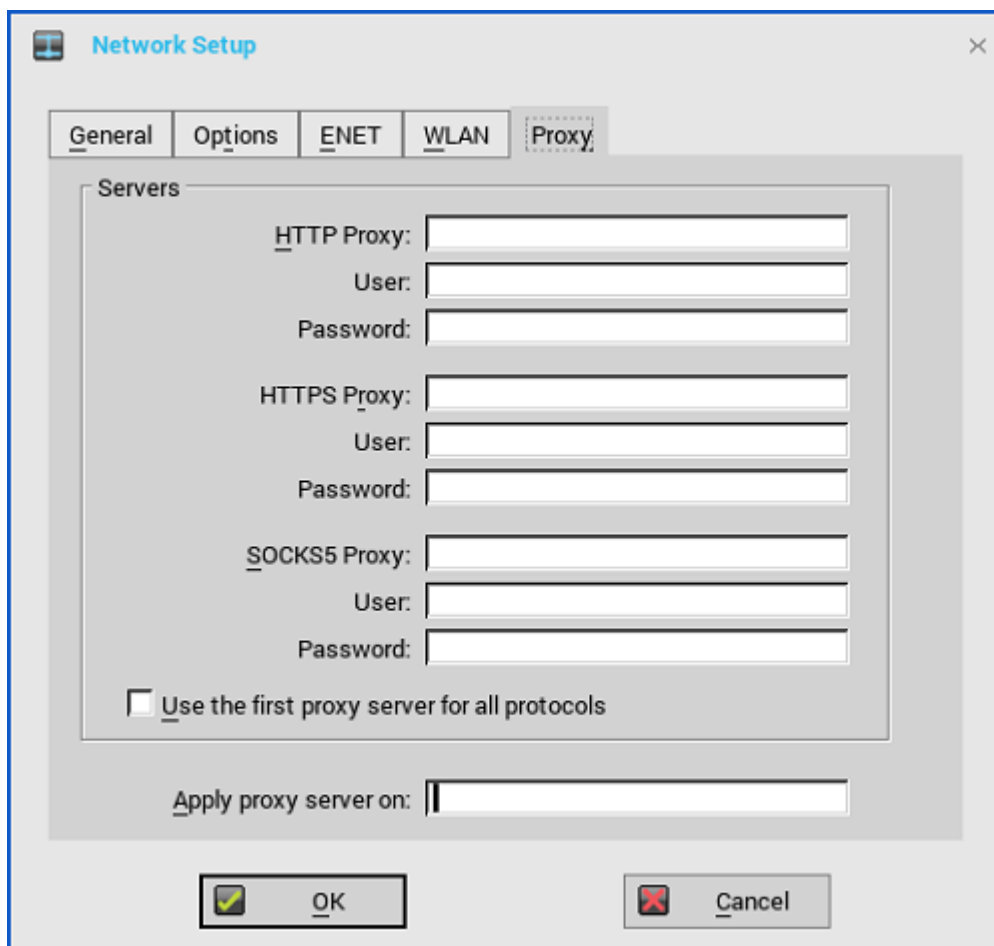 Network Setup
General Options ENET WLAN Proxy
Servers
HTTP Proxy:
User:
Password:
HTTPS Proxy:
User:
Password:
SOCKS5 Proxy:
User:
Password:
Use the first proxy server for all protocols
Apply proxy server on:
OK Cancel